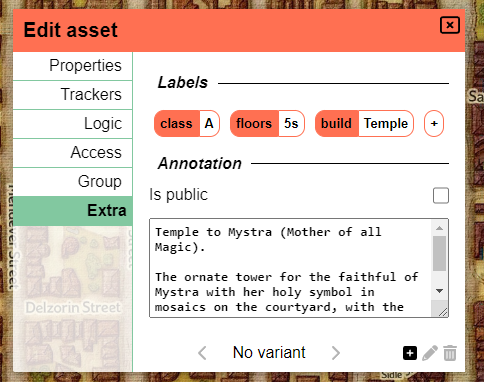 Edit asset
Properties
Trackers
Logic
Access
Group
Extra
Labels
class A
floors 5s
build Temple
+
Annotation
Is public
Temple to Mystra (Mother of all
Magic).
The ornate tower for the faithful of
Mystra with her holy symbol in
mosaics on the courtyard, with the
No variant
Delzorin Street
Street
Sa